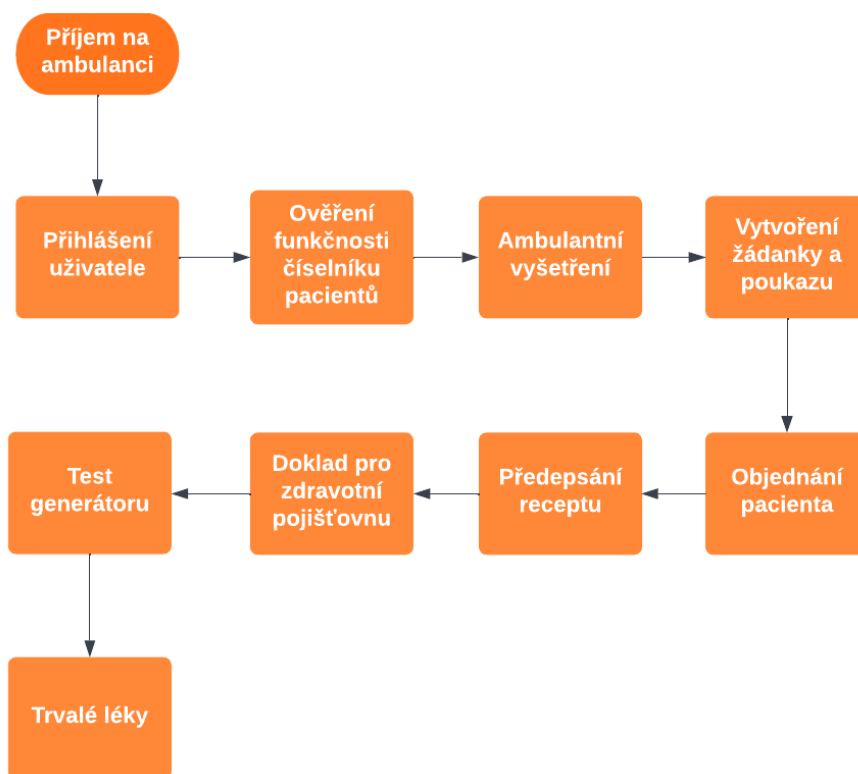 Příjem na
ambulanci
Přihlášení
uživatele
Ověření
funkčnosti
číselníku
pacientů
Ambulantní
vyšetření
Vytvoření
žádanky a
poukazu
Objednání
pacienta
Předepsání
receptu
Doklad pro
zdravotní
pojišťovnu
Test
generátoru
Trvalé léky